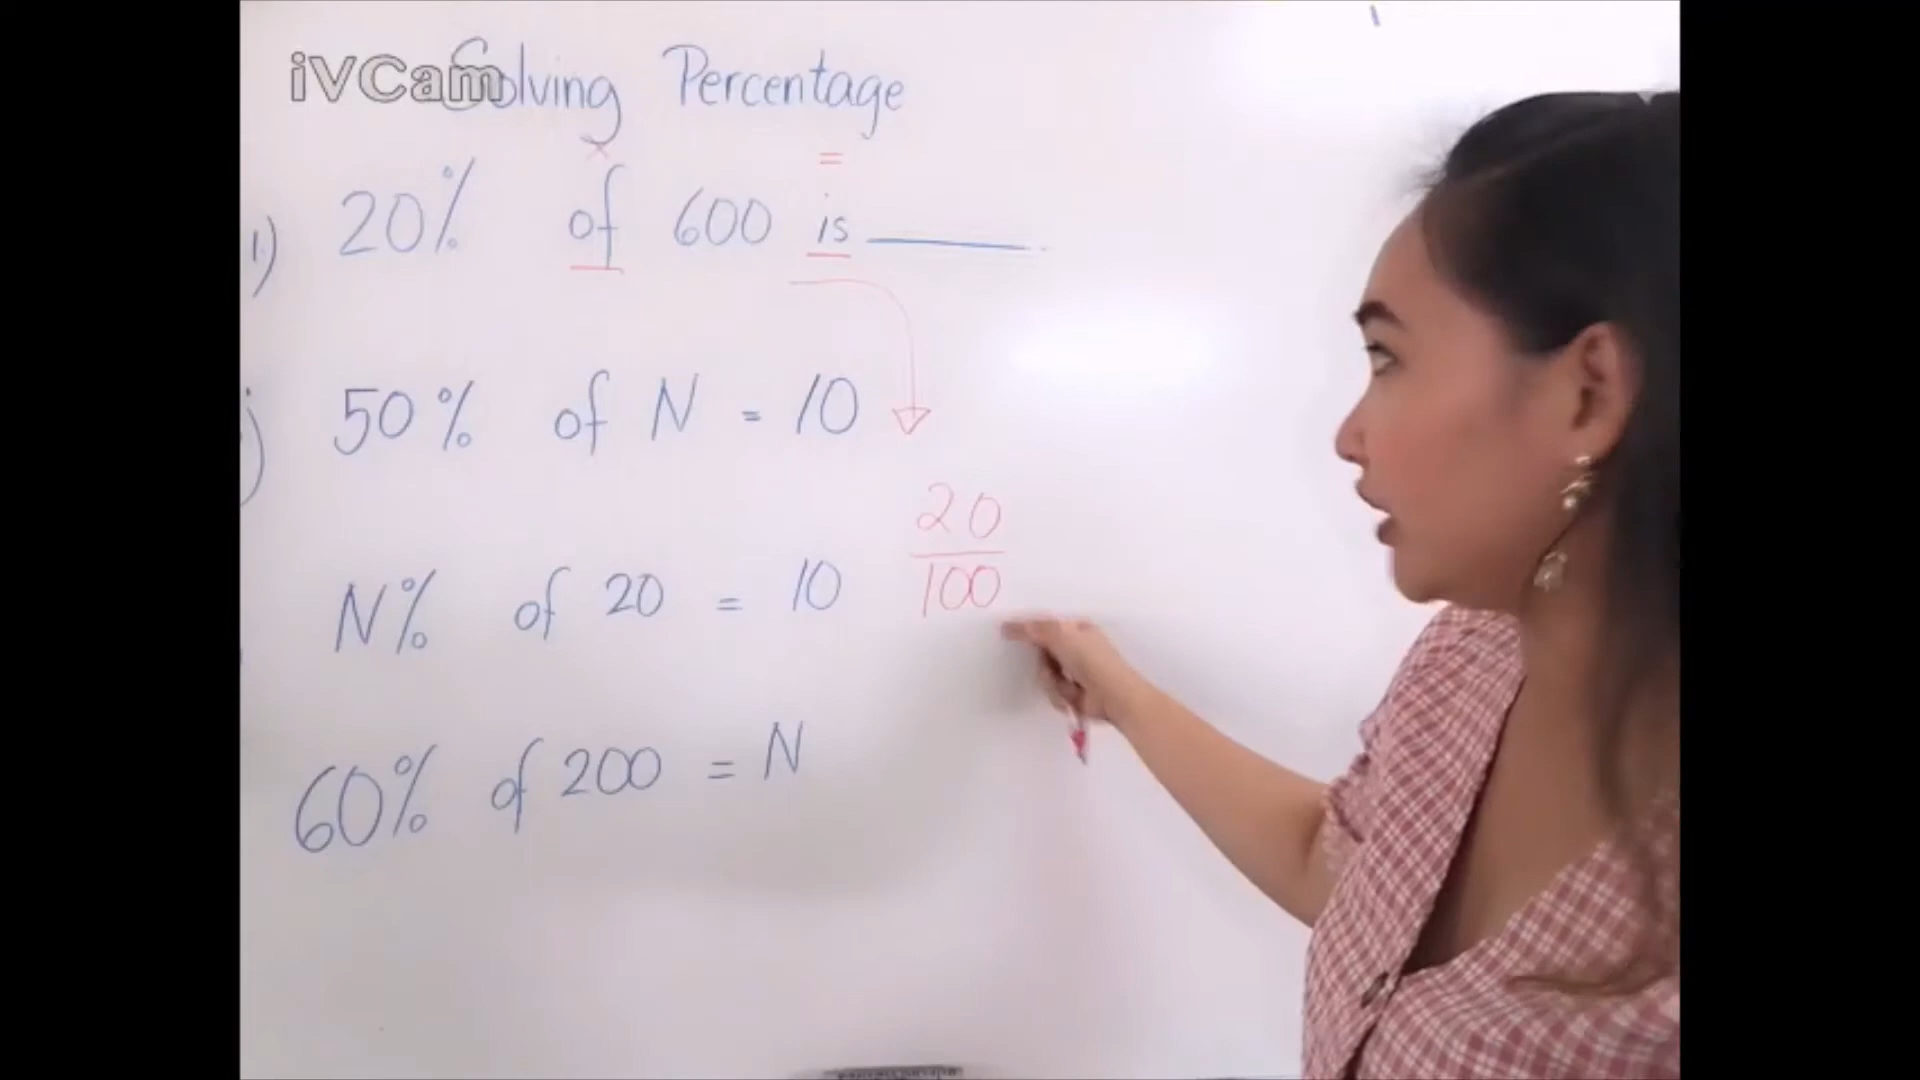 iVCam
Solving Percentage
× =
1.) 20% of 600 is ______
50% of N = 10
20
100
N% of 20 = 10
60% of 200 = N